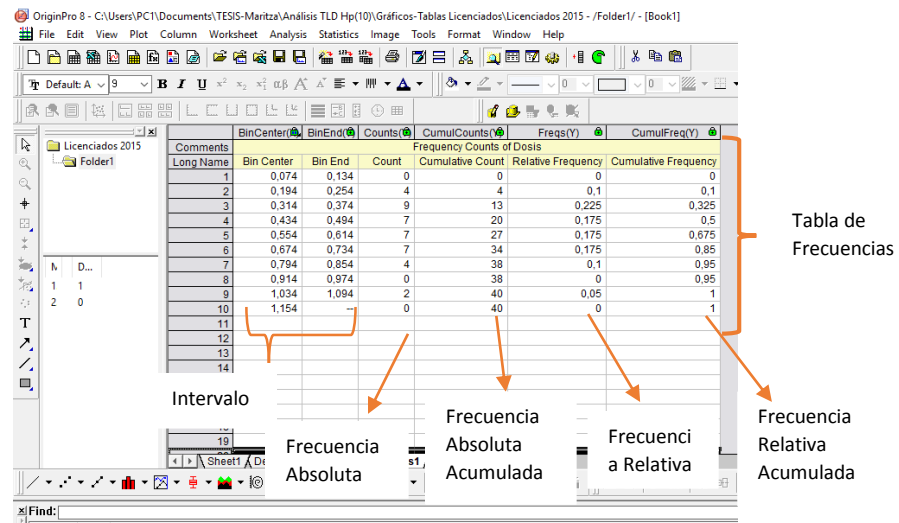 OriginPro 8 - C:\Users\PC1\Documents\TESIS-Maritza\Análisis TLD Hp(10)\Gráficos-Tablas Licenciados\Licenciados 2015 - /Folder1/ - [Book1]
File Edit View Plot Column Worksheet Analysis Statistics Image Tools Format Window Help
Default: A 9 B I U
Licenciados 2015
Folder1
N D...
1 1
2 0
BinCenter( BinEnd( Counts( CumulCounts(Y) Freqs(Y) CumulFreq(Y)
Comments Frequency Counts of Dosis
Long Name Bin Center Bin End Count Cumulative Count Relative Frequency Cumulative Frequency
1 0,074 0,134 0 0 0 0
2 0,194 0,254 4 4 0,1 0,1
3 0,314 0,374 9 13 0,225 0,325
4 0,434 0,494 7 20 0,175 0,5
5 0,554 0,614 7 27 0,175 0,675
6 0,674 0,734 7 34 0,175 0,85
7 0,794 0,854 4 38 0,1 0,95
8 0,914 0,974 0 38 0 0,95
9 1,034 1,094 2 40 0,05 1
10 1,154 -- 0 40 0 1
11
12
13
14
19
Tabla de
Frecuencias
Intervalo
Frecuencia
Absoluta
Frecuencia
Absoluta
Acumulada
Frecuenci
a Relativa
Frecuencia
Relativa
Acumulada
Sheet1
T
Find: